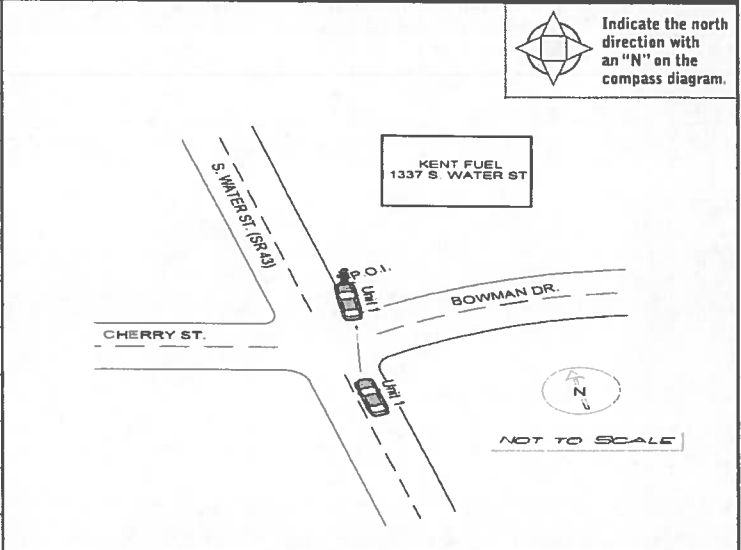 Indicate the north
direction with
an "N" on the
compass diagram.
KENT FUEL
1337 S. WATER ST
S. WATER ST. (SR 43)
P.O.I.
Unit 1
BOWMAN DR.
CHERRY ST.
Unit 1
N
NOT TO SCALE